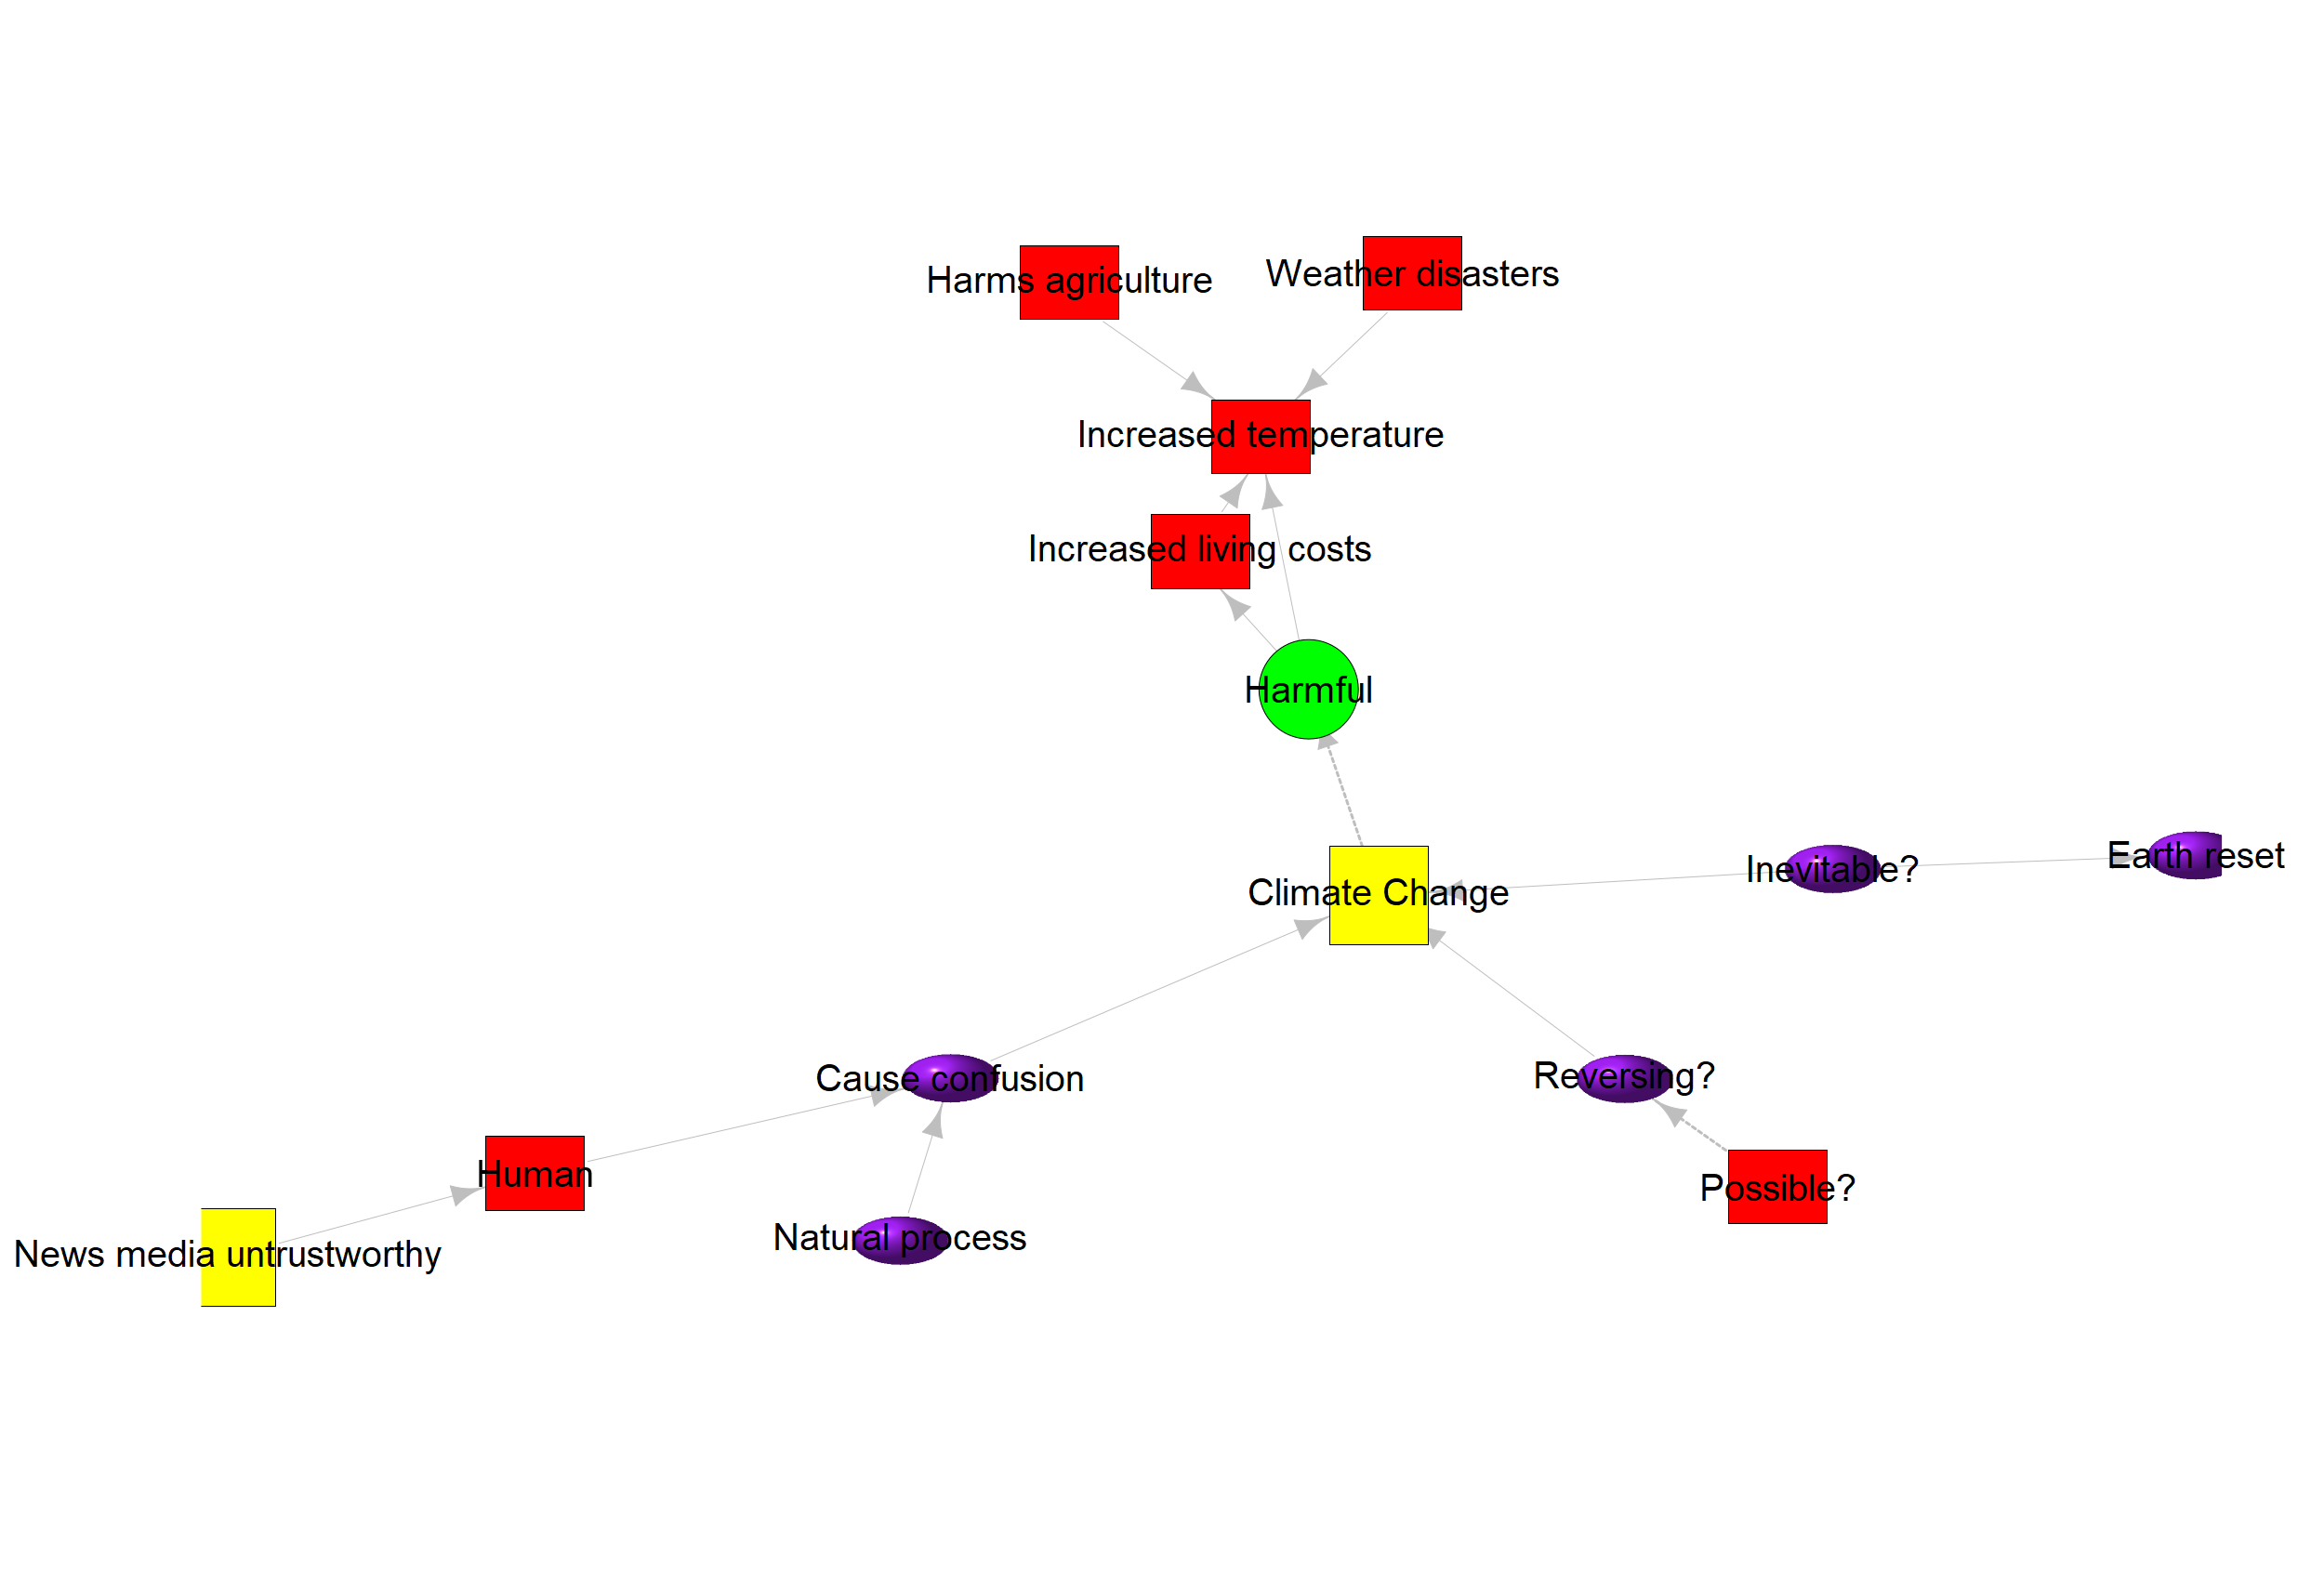 Weather disasters
Harms agriculture
Increased temperature
Increased living costs
Harmful
Earth reset
Inevitable?
Climate Change
Reversing?
Cause confusion
Human
Possible?
Natural process
News media untrustworthy